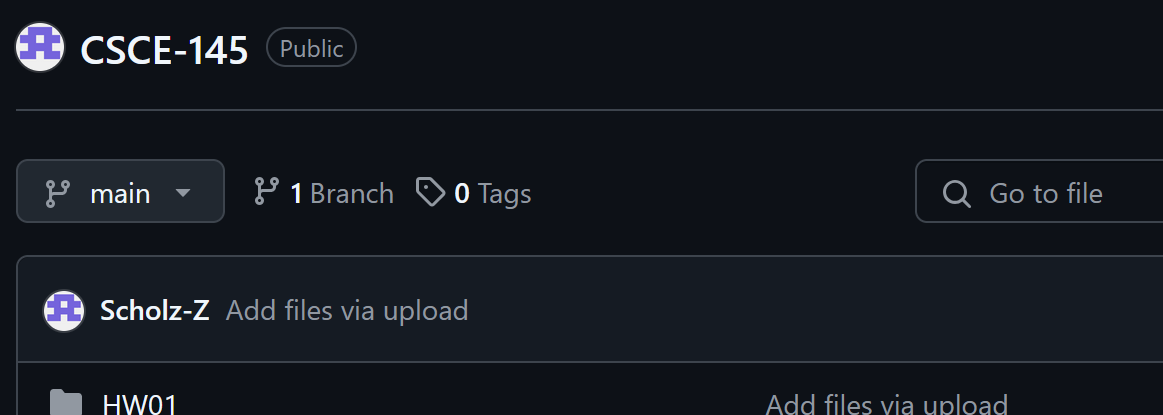 CSCE-145 Public
main 1 Branch 0 Tags Go to file
Scholz-Z Add files via upload
HW01 Add files via upload